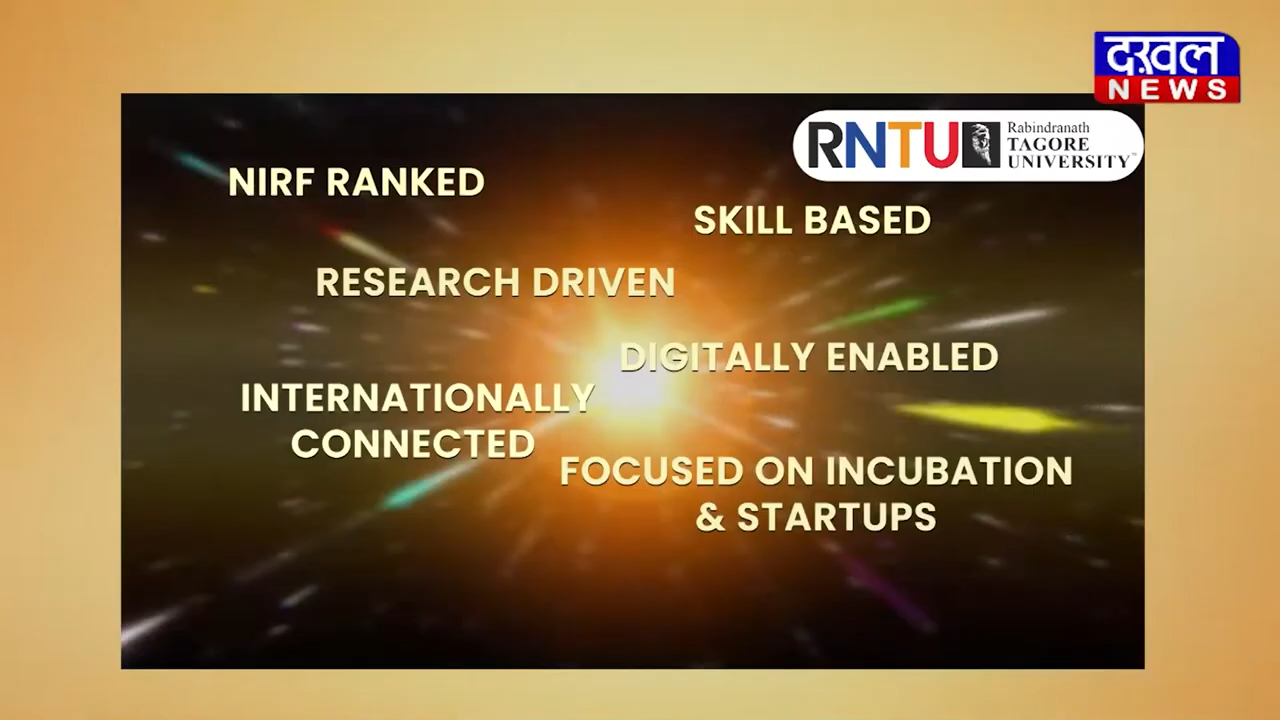 दख़ल
NEWS
RNTU
Rabindranath
TAGORE
UNIVERSITY™
NIRF RANKED
SKILL BASED
RESEARCH DRIVEN
DIGITALLY ENABLED
INTERNATIONALLY
CONNECTED
FOCUSED ON INCUBATION
& STARTUPS